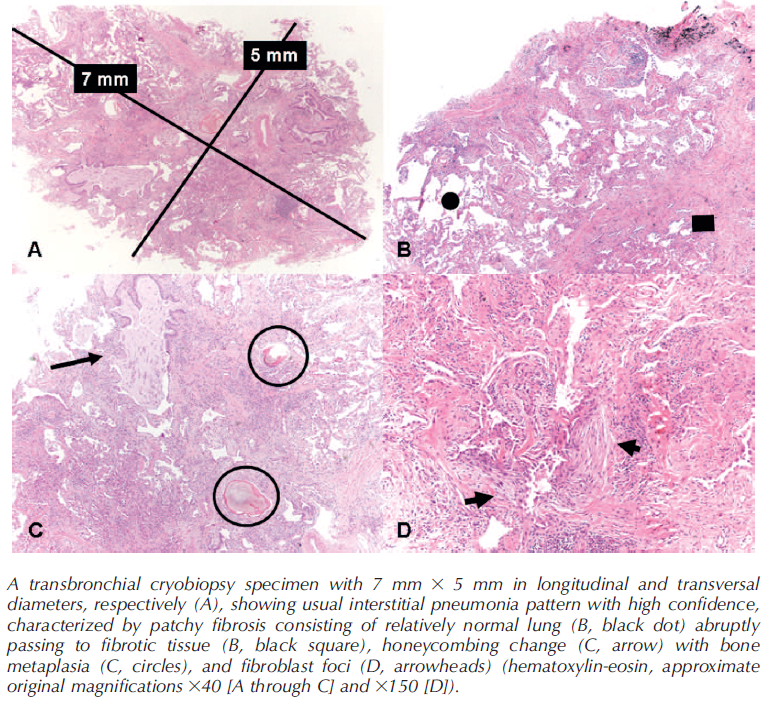 5 mm
7 mm
A
B
C
D
A transbronchial cryobiopsy specimen with 7 mm × 5 mm in longitudinal and transversal
diameters, respectively (A), showing usual interstitial pneumonia pattern with high confidence,
characterized by patchy fibrosis consisting of relatively normal lung (B, black dot) abruptly
passing to fibrotic tissue (B, black square), honeycombing change (C, arrow) with bone
metaplasia (C, circles), and fibroblast foci (D, arrowheads) (hematoxylin-eosin, approximate
original magnifications ×40 [A through C] and ×150 [D]).